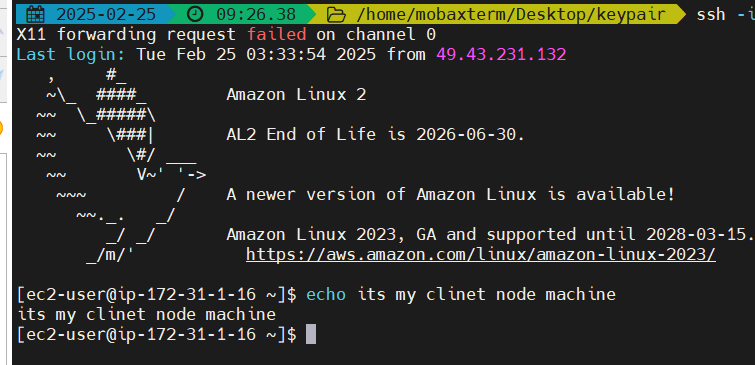 2025-02-25 09:26.38 /home/mobaxterm/Desktop/keypair ssh -i
X11 forwarding request failed on channel 0
Last login: Tue Feb 25 03:33:54 2025 from 49.43.231.132
   ,     #_
   ~\_  ####_        Amazon Linux 2
  ~~  \_#####\
  ~~     \###|       AL2 End of Life is 2026-06-30.
  ~~       \#/ ___
   ~~       V~' '->
    ~~~         /    A newer version of Amazon Linux is available!
      ~~._.   _/
         _/ _/       Amazon Linux 2023, GA and supported until 2028-03-15.
       _/m/'           https://aws.amazon.com/linux/amazon-linux-2023/
[ec2-user@ip-172-31-1-16 ~]$ echo its my clinet node machine
its my clinet node machine
[ec2-user@ip-172-31-1-16 ~]$